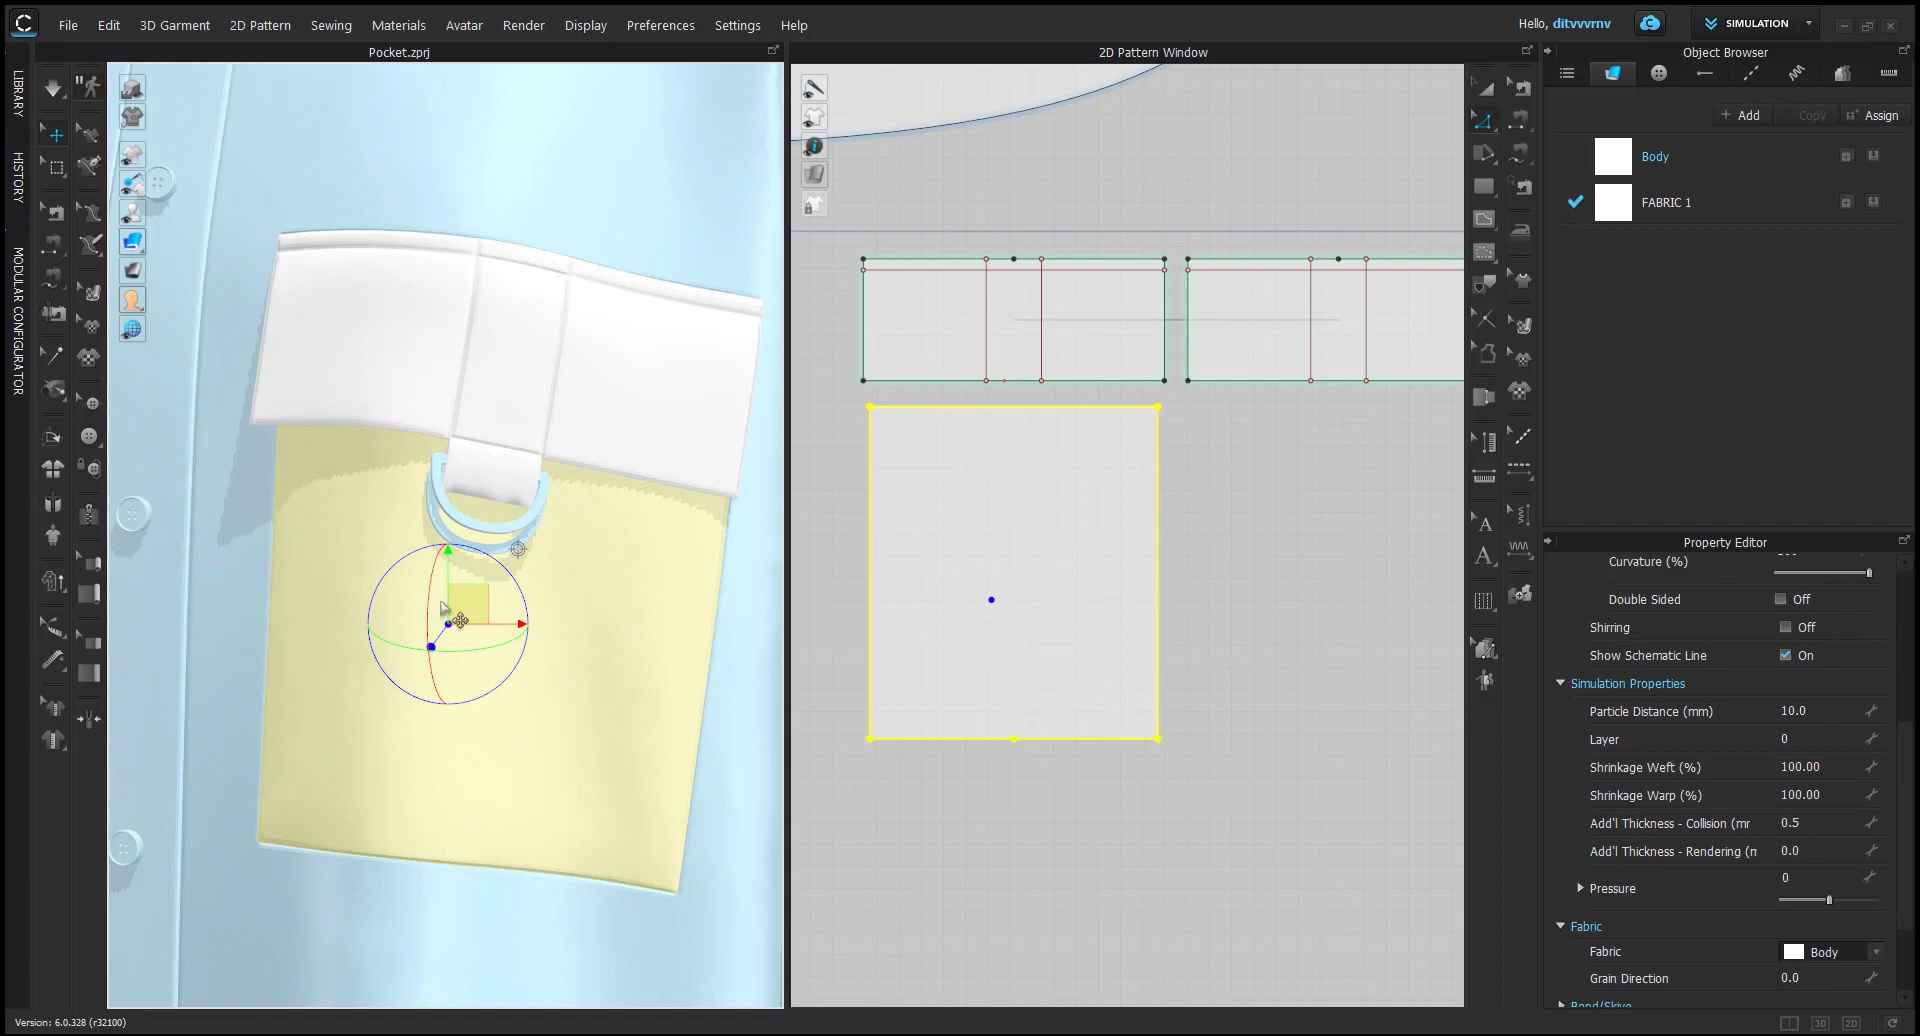 File Edit 3D Garment 2D Pattern Sewing Materials Avatar Render Display Preferences Settings Help
Hello, ditvvvrnv
SIMULATION
Pocket.zprj
2D Pattern Window
Object Browser
LIBRARY
HISTORY
MODULAR CONFIGURATOR
+ Add
Copy
Assign
Body
FABRIC 1
Property Editor
Curvature (%)
Double Sided Off
Shirring Off
Show Schematic Line On
Simulation Properties
Particle Distance (mm) 10.0
Layer 0
Shrinkage Weft (%) 100.00
Shrinkage Warp (%) 100.00
Add'l Thickness - Collision (mr 0.5
Add'l Thickness - Rendering (r 0.0
Pressure 0
Fabric
Fabric Body
Grain Direction 0.0
Bond/Skive
Version: 6.0.328 (r32100)
3D 2D